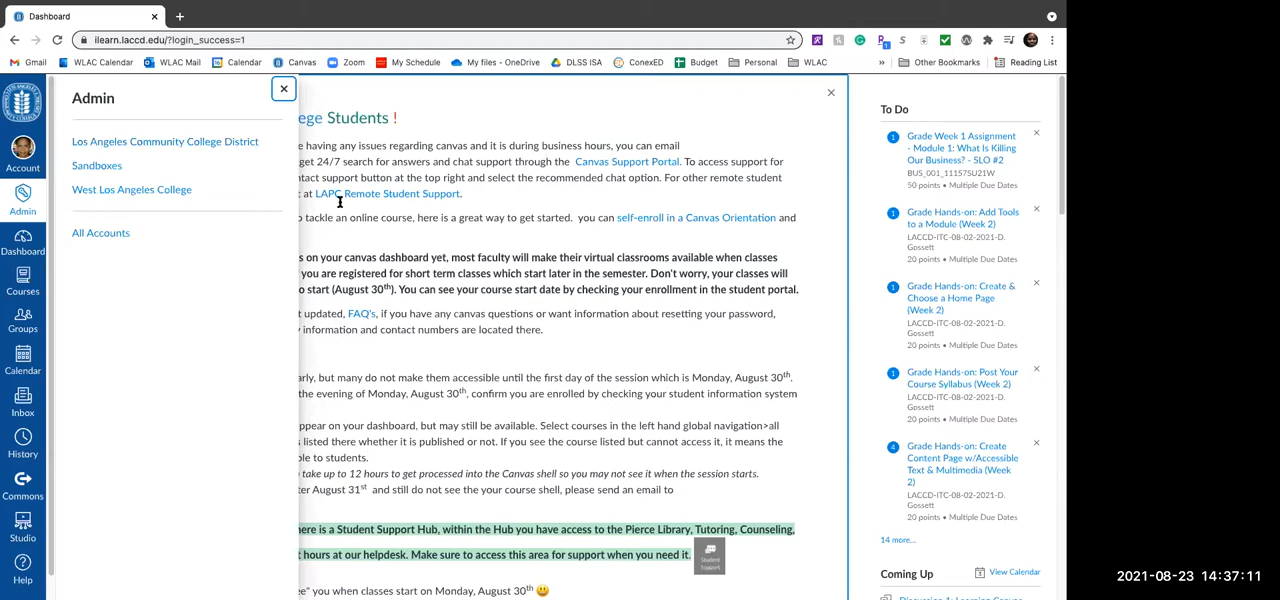 Dashboard
ilearn.laccd.edu/?login_success=1
Gmail
WLAC Calendar
WLAC Mail
Calendar
Canvas
Zoom
My Schedule
My files - OneDrive
DLSS ISA
ConexED
Budget
Personal
WLAC
»
Other Bookmarks
Reading List
Account
Admin
Dashboard
Courses
Groups
Calendar
Inbox
History
Commons
Studio
Help
Admin
Los Angeles Community College District
Sandboxes
West Los Angeles College
All Accounts
ege Students !
e having any issues regarding canvas and it is during business hours, you can email
get 24/7 search for answers and chat support through the Canvas Support Portal. To access support for
ntact support button at the top right and select the recommended chat option. For other remote student
t at LAPC Remote Student Support.
o tackle an online course, here is a great way to get started. you can self-enroll in a Canvas Orientation and
s on your canvas dashboard yet, most faculty will make their virtual classrooms available when classes
you are registered for short term classes which start later in the semester. Don't worry, your classes will
o start (August 30th). You can see your course start date by checking your enrollment in the student portal.
t updated, FAQ's, if you have any canvas questions or want information about resetting your password,
y information and contact numbers are located there.
arly, but many do not make them accessible until the first day of the session which is Monday, August 30th.
the evening of Monday, August 30th, confirm you are enrolled by checking your student information system
ppear on your dashboard, but may still be available. Select courses in the left hand global navigation>all
s listed there whether it is published or not. If you see the course listed but cannot access it, it means the
ble to students.
take up to 12 hours to get processed into the Canvas shell so you may not see it when the session starts.
ter August 31st and still do not see the your course shell, please send an email to
here is a Student Support Hub, within the Hub you have access to the Pierce Library, Tutoring, Counseling,
t hours at our helpdesk. Make sure to access this area for support when you need it.
Student
Support
ee" you when classes start on Monday, August 30th 😃
To Do
1
Grade Week 1 Assignment
- Module 1: What Is Killing
Our Business? - SLO #2
BUS_001_11157SU21W
50 points • Multiple Due Dates
1
Grade Hands-on: Add Tools
to a Module (Week 2)
LACCD-ITC-08-02-2021-D.
Gossett
20 points • Multiple Due Dates
1
Grade Hands-on: Create &
Choose a Home Page
(Week 2)
LACCD-ITC-08-02-2021-D.
Gossett
20 points • Multiple Due Dates
1
Grade Hands-on: Post Your
Course Syllabus (Week 2)
LACCD-ITC-08-02-2021-D.
Gossett
20 points • Multiple Due Dates
4
Grade Hands-on: Create
Content Page w/Accessible
Text & Multimedia (Week
2)
LACCD-ITC-08-02-2021-D.
Gossett
20 points • Multiple Due Dates
14 more...
Coming Up
View Calendar
2021-08-23 14:37:11